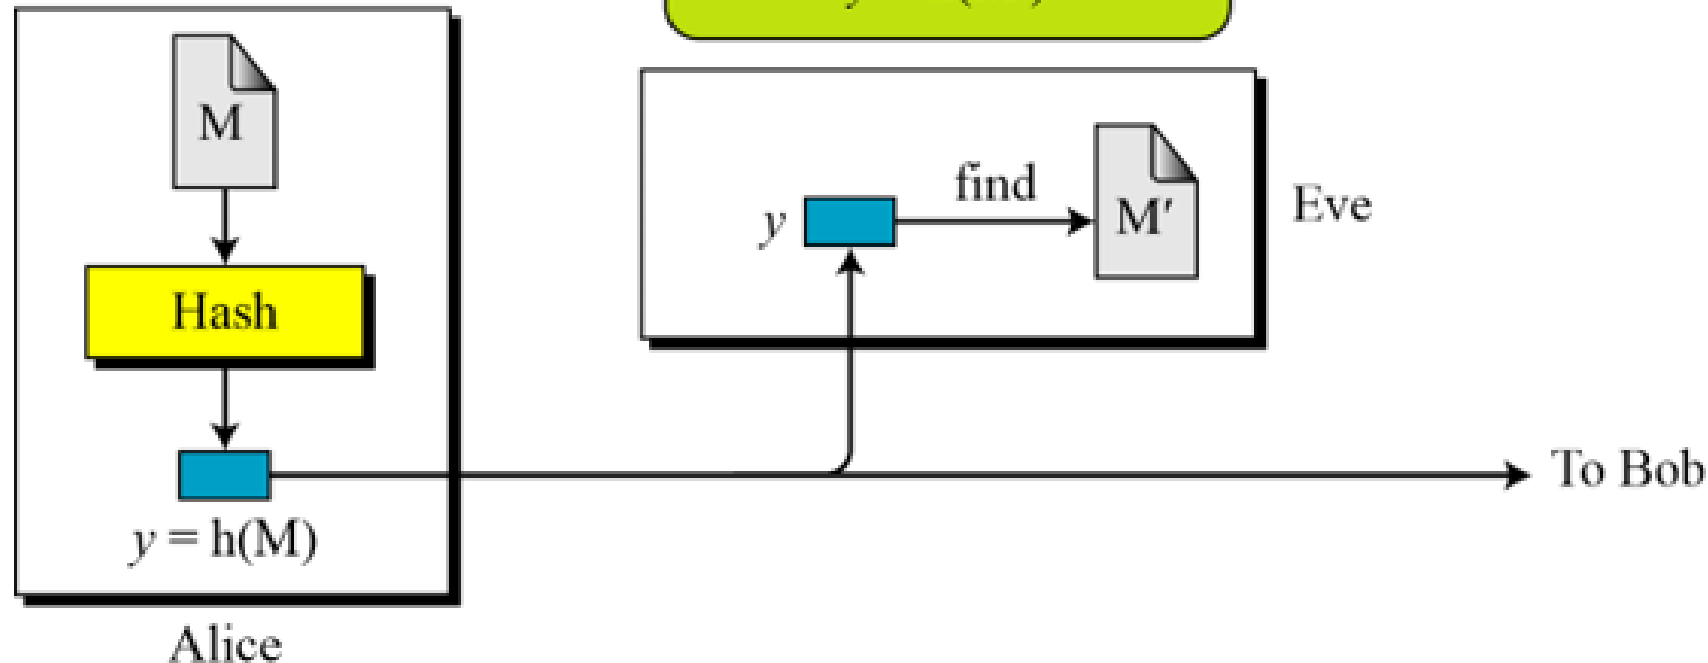 M
Hash
y = h(M)
Alice
y
find
M′
Eve
To Bob